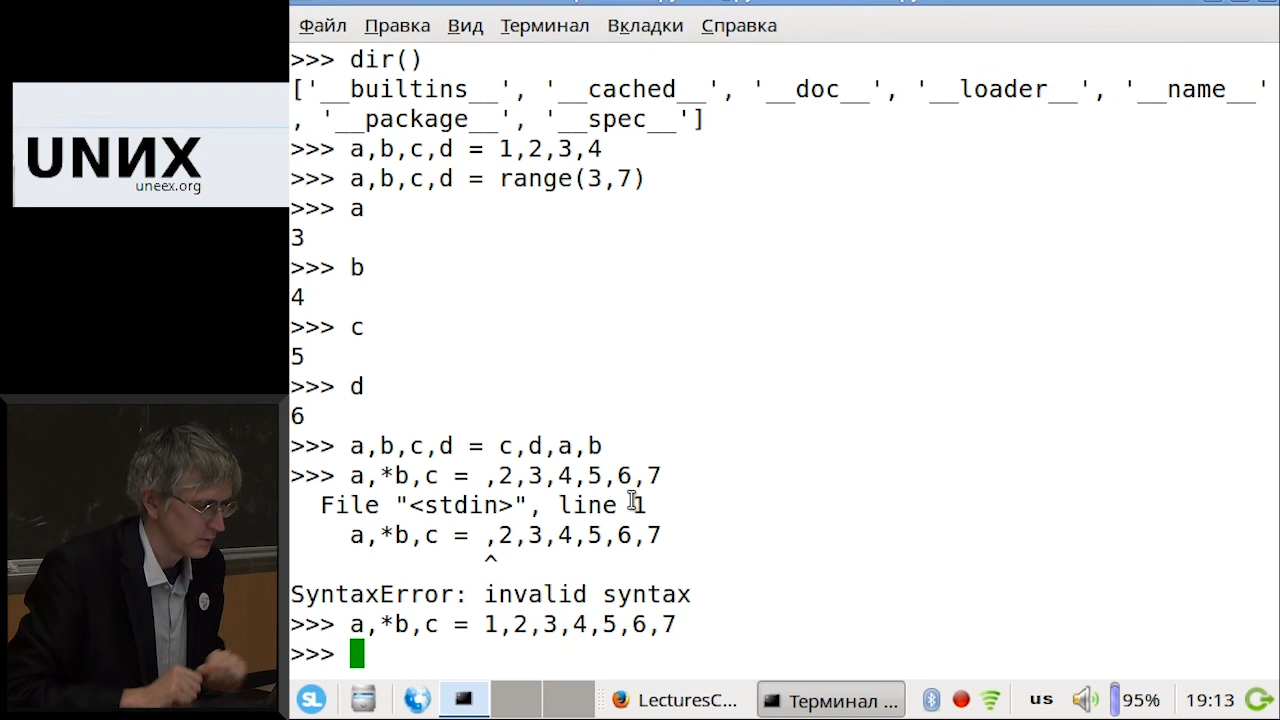 Файл Правка Вид Терминал Вкладки Справка
>>> dir()
['__builtins__', '__cached__', '__doc__', '__loader__', '__name__'
, '__package__', '__spec__']
>>> a,b,c,d = 1,2,3,4
>>> a,b,c,d = range(3,7)
>>> a
3
>>> b
4
>>> c
5
>>> d
6
>>> a,b,c,d = c,d,a,b
>>> a,*b,c = ,2,3,4,5,6,7
File "<stdin>", line 1
a,*b,c = ,2,3,4,5,6,7
^
SyntaxError: invalid syntax
>>> a,*b,c = 1,2,3,4,5,6,7
>>>
UNИX
uneex.org
SL LecturesC... Терминал ... us 95% 19:13